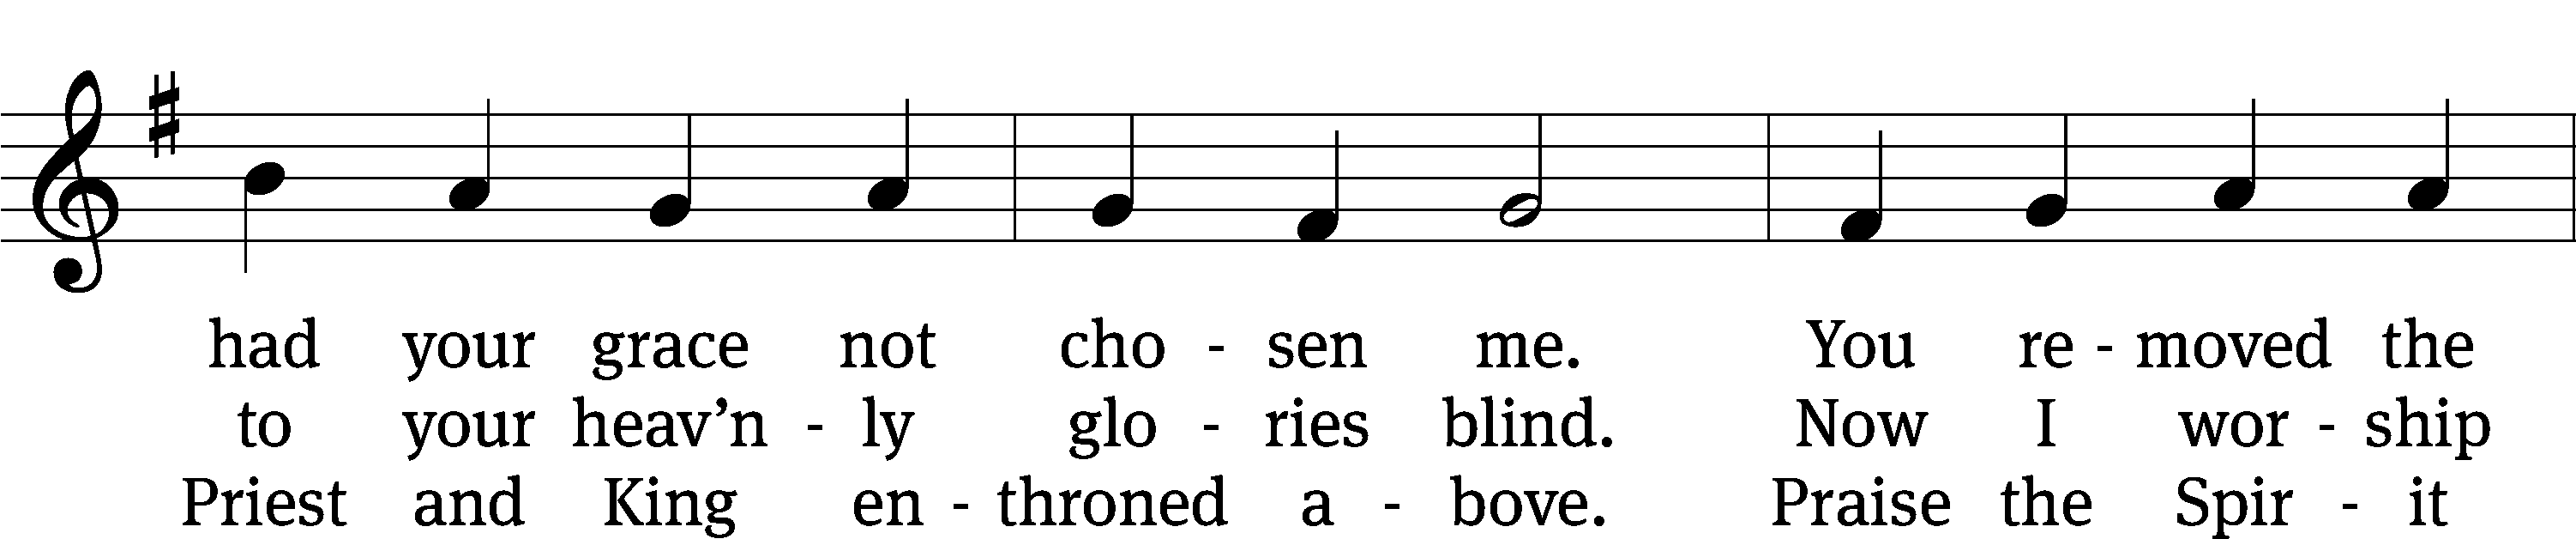 had your grace not cho - sen me. You re - moved the
to your heav’n - ly glo - ries blind. Now I wor - ship
Priest and King en - throned a - bove. Praise the Spir - it